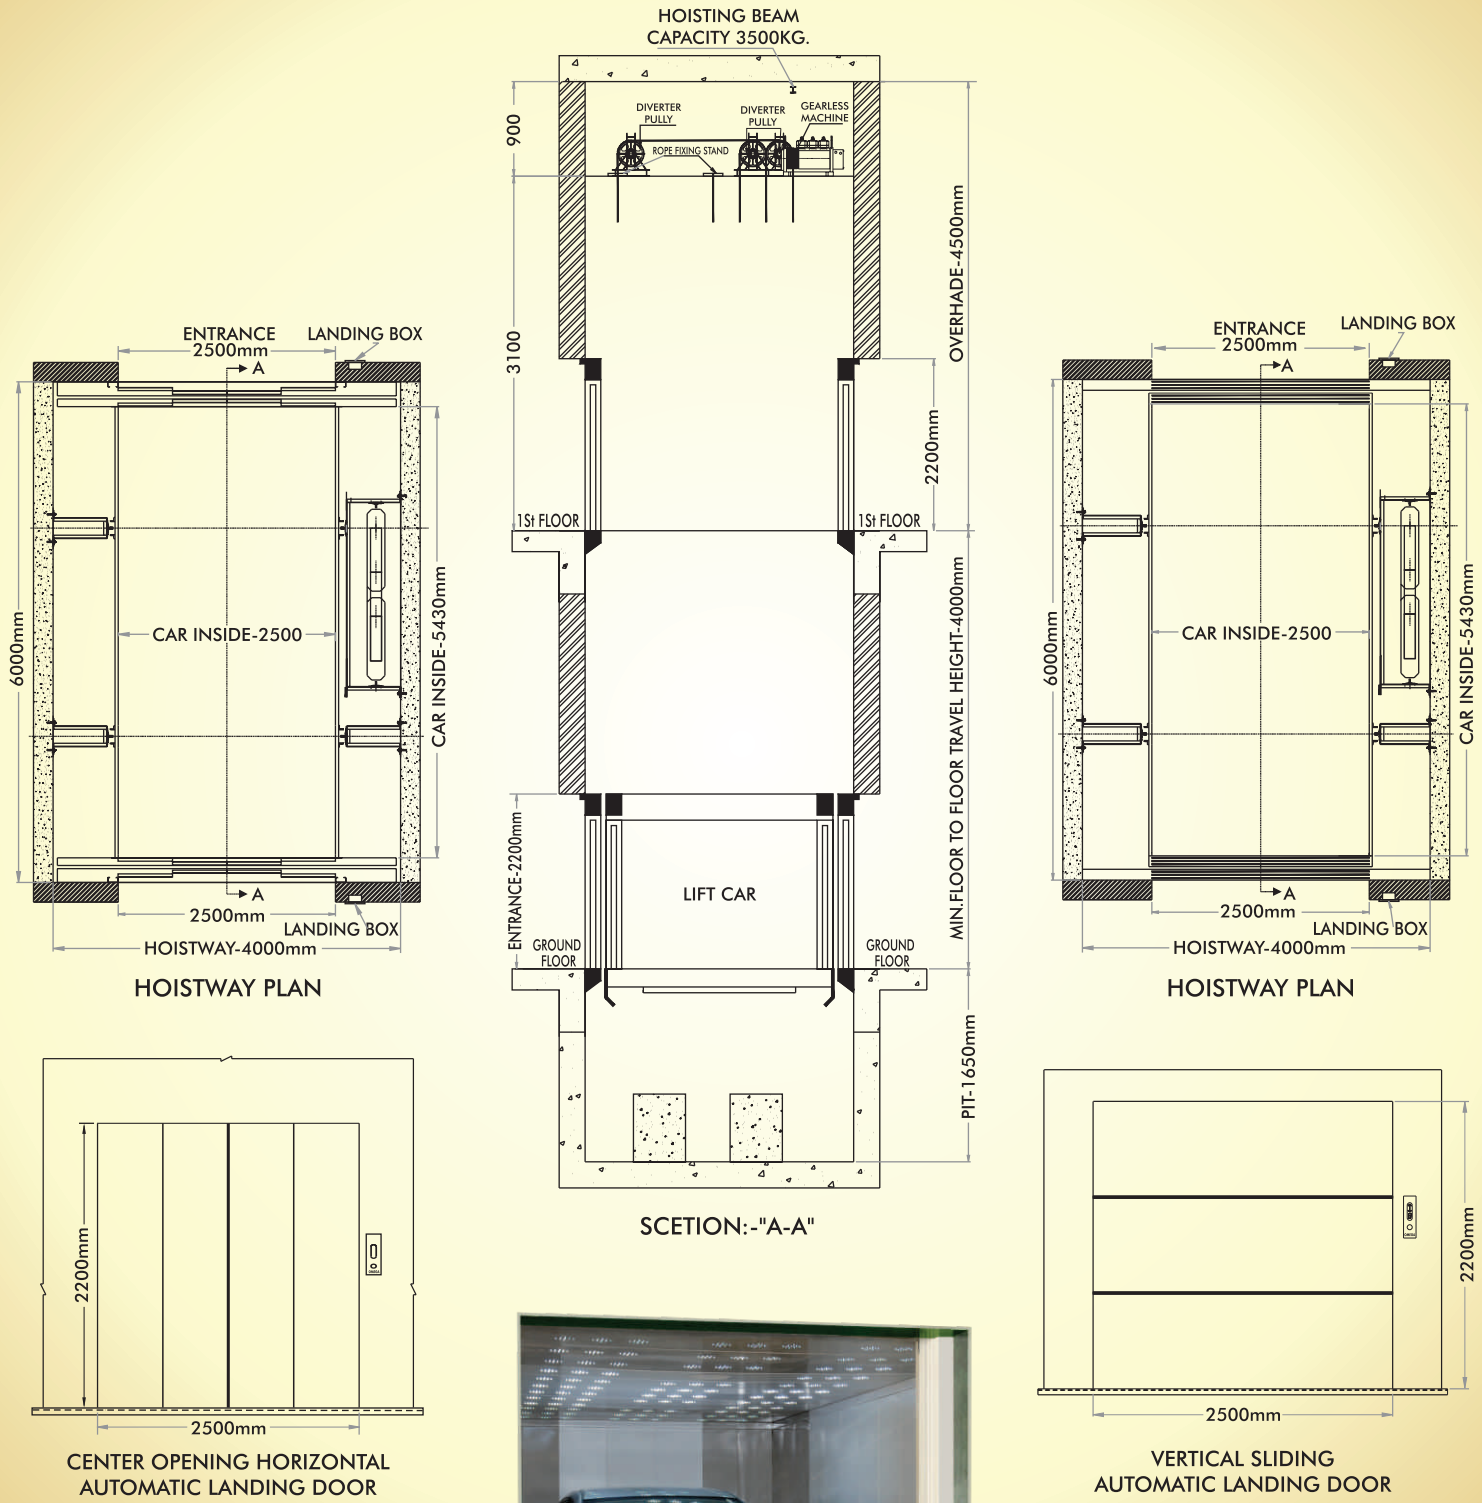 HOISTING BEAM
CAPACITY 3500KG.
DIVERTER
PULLY
DIVERTER
PULLY
GEARLESS
MACHINE
ROPE FIXING STAND
900
3100
OVERHADE-4500mm
2200mm
1St FLOOR
1St FLOOR
MIN.FLOOR TO FLOOR TRAVEL HEIGHT-4000mm
ENTRANCE-2200mm
LIFT CAR
GROUND
FLOOR
GROUND
FLOOR
PIT-1650mm
SCETION:-"A-A"
ENTRANCE
2500mm
LANDING BOX
A
6000mm
CAR INSIDE-2500
CAR INSIDE-5430mm
A
2500mm
LANDING BOX
HOISTWAY-4000mm
HOISTWAY PLAN
2200mm
OMEGA
2500mm
CENTER OPENING HORIZONTAL
AUTOMATIC LANDING DOOR
ENTRANCE
2500mm
LANDING BOX
A
6000mm
CAR INSIDE-2500
CAR INSIDE-5430mm
A
2500mm
LANDING BOX
HOISTWAY-4000mm
HOISTWAY PLAN
OMEGA
2200mm
2500mm
VERTICAL SLIDING
AUTOMATIC LANDING DOOR